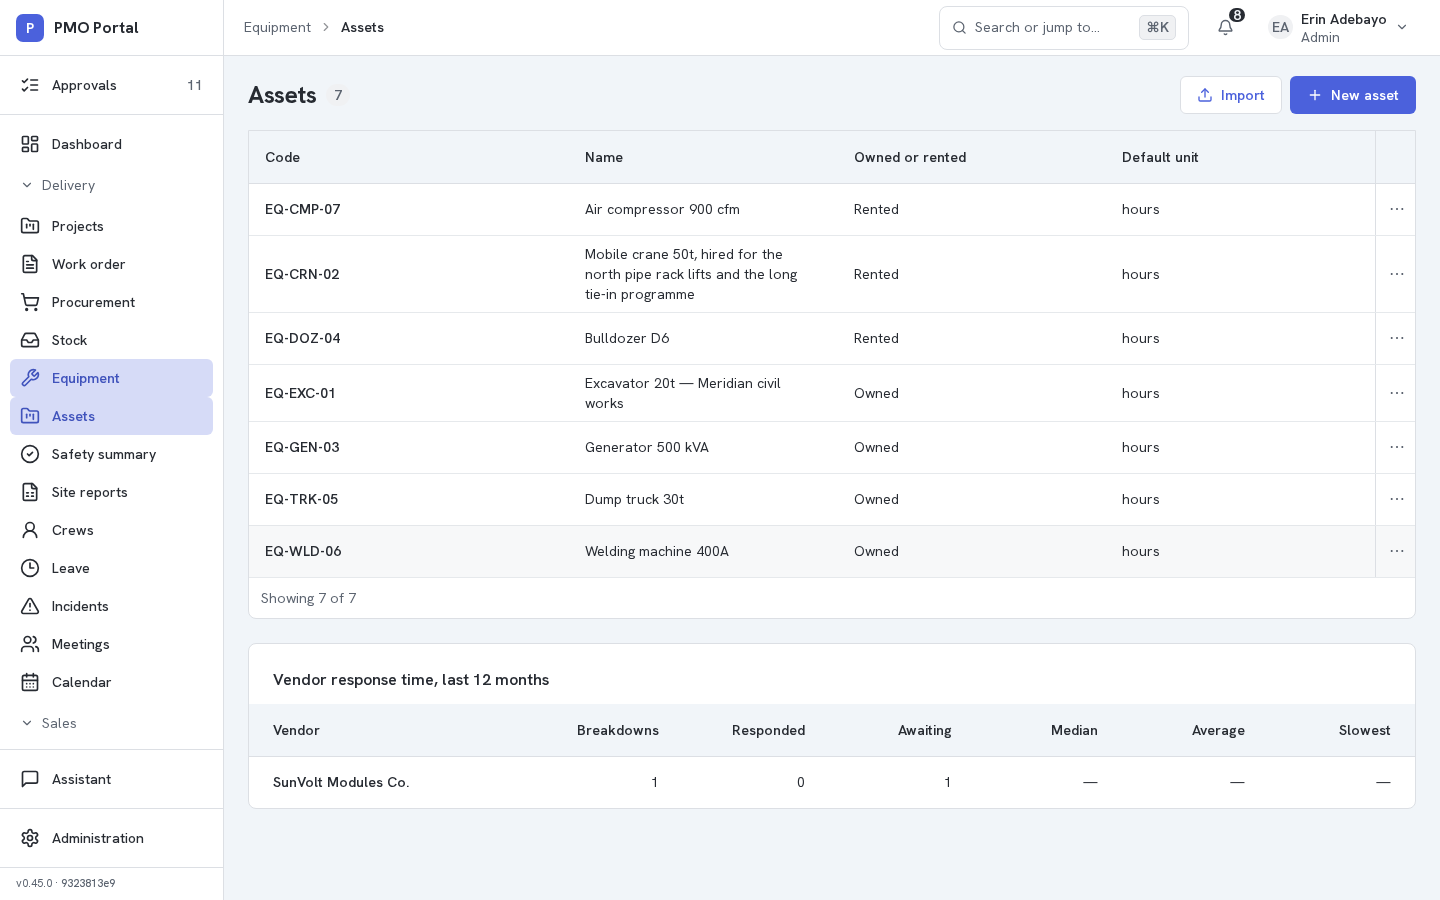 P PMO Portal
Equipment > Assets
Search or jump to... ⌘K
8
EA Erin Adebayo
Admin
Approvals 11
Dashboard
Delivery
Projects
Work order
Procurement
Stock
Equipment
Assets
Safety summary
Site reports
Crews
Leave
Incidents
Meetings
Calendar
Sales
Assistant
Administration
v0.45.0 · 9323813e9
Assets 7
Import
New asset
Code Name Owned or rented Default unit
EQ-CMP-07 Air compressor 900 cfm Rented hours ···
EQ-CRN-02 Mobile crane 50t, hired for the
north pipe rack lifts and the long
tie-in programme Rented hours ···
EQ-DOZ-04 Bulldozer D6 Rented hours ···
EQ-EXC-01 Excavator 20t — Meridian civil
works Owned hours ···
EQ-GEN-03 Generator 500 kVA Owned hours ···
EQ-TRK-05 Dump truck 30t Owned hours ···
EQ-WLD-06 Welding machine 400A Owned hours ···
Showing 7 of 7
Vendor response time, last 12 months
Vendor Breakdowns Responded Awaiting Median Average Slowest
SunVolt Modules Co. 1 0 1 — — —